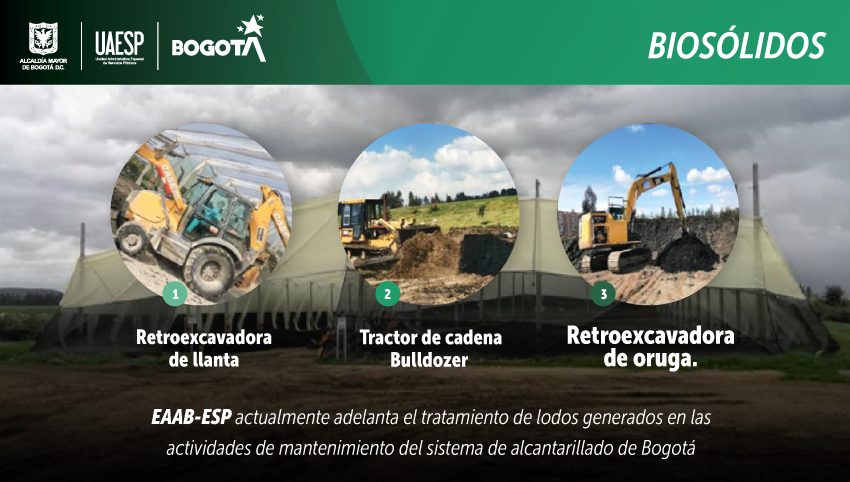 ALCALDÍA MAYOR
DE BOGOTÁ D.C.
UAESP
Unidad Administrativa Especial
de Servicios Públicos
BOGOTÁ
BIOSÓLIDOS
1
2
3
Retroexcavadora
de llanta
Tractor de cadena
Bulldozer
Retroexcavadora
de oruga.
EAAB-ESP actualmente adelanta el tratamiento de lodos generados en las
actividades de mantenimiento del sistema de alcantarillado de Bogotá